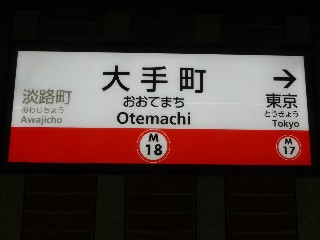 大手町
おおてまち
Otemachi
M
18
淡路町
あわじちょう
Awajicho
→
東京
とうきょう
Tokyo
M
17